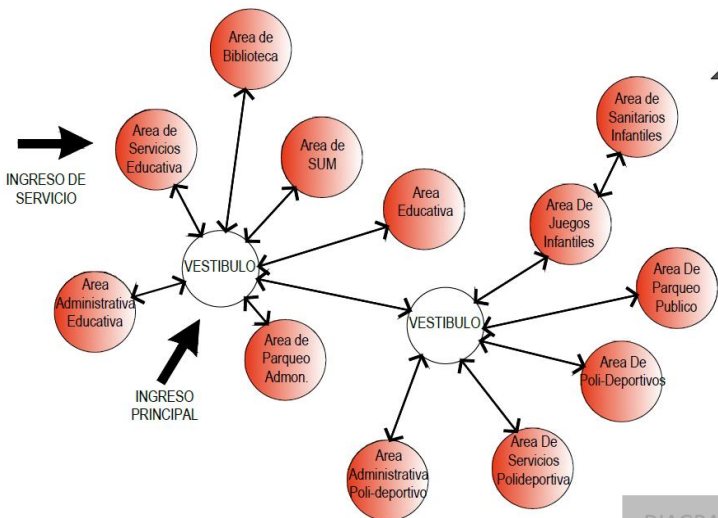 Area de
Biblioteca
Area de
Servicios
Educativa
Area de
SUM
Area
Educativa
Area de
Sanitarios
Infantiles
Area De
Juegos
Infantiles
INGRESO DE
SERVICIO
VESTIBULO
Area
Administrativa
Educativa
Area de
Parqueo
Admon.
INGRESO
PRINCIPAL
VESTIBULO
Area De
Parqueo
Publico
Area De
Poli-Deportivos
Area De
Servicios
Polideportiva
Area
Administrativa
Poli-deportivo